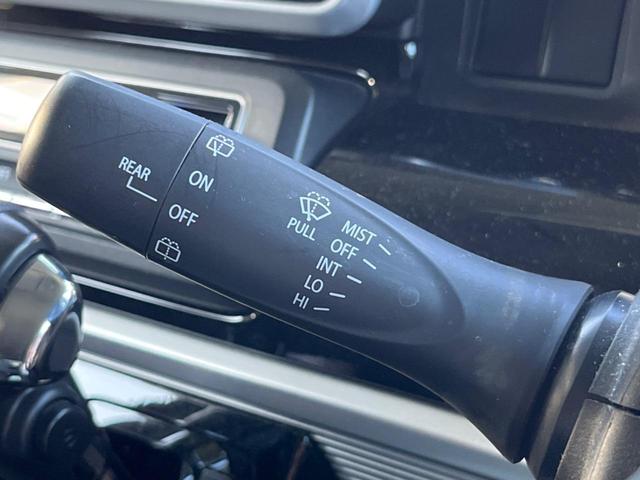 REAR
ON
OFF
PULL
MIST
OFF
INT
LO
HI